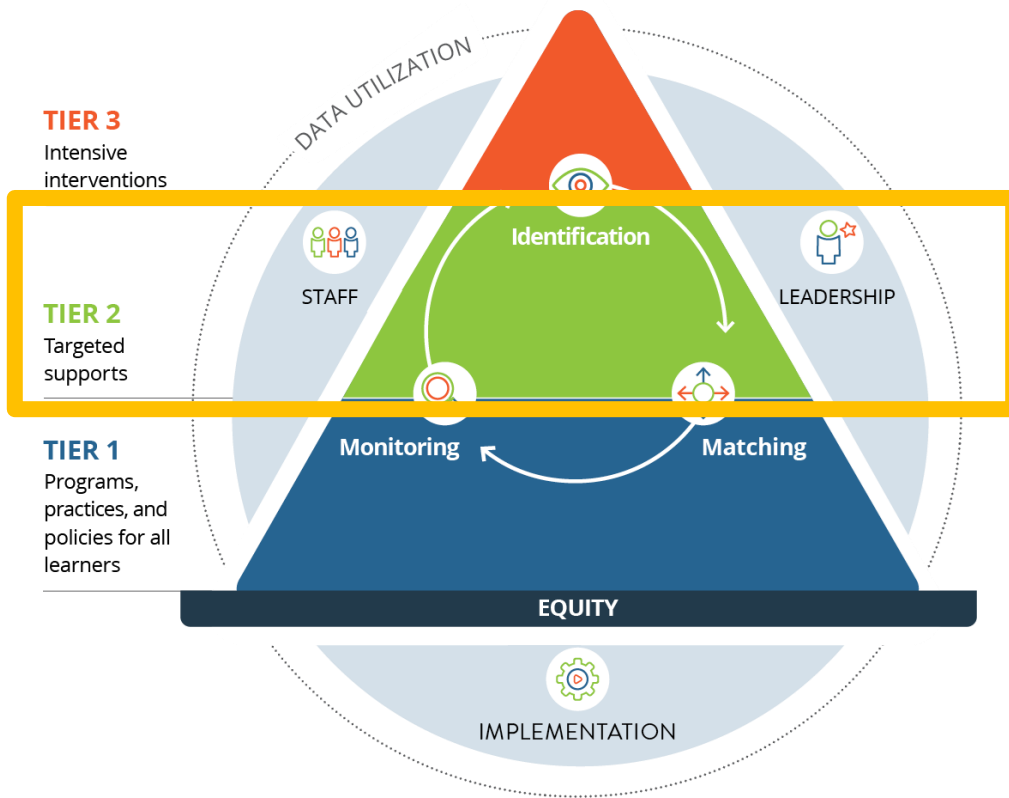 DATA UTILIZATION
TIER 3
Intensive
interventions
Identification
STAFF
LEADERSHIP
TIER 2
Targeted
supports
Monitoring
Matching
TIER 1
Programs,
practices, and
policies for all
learners
EQUITY
IMPLEMENTATION